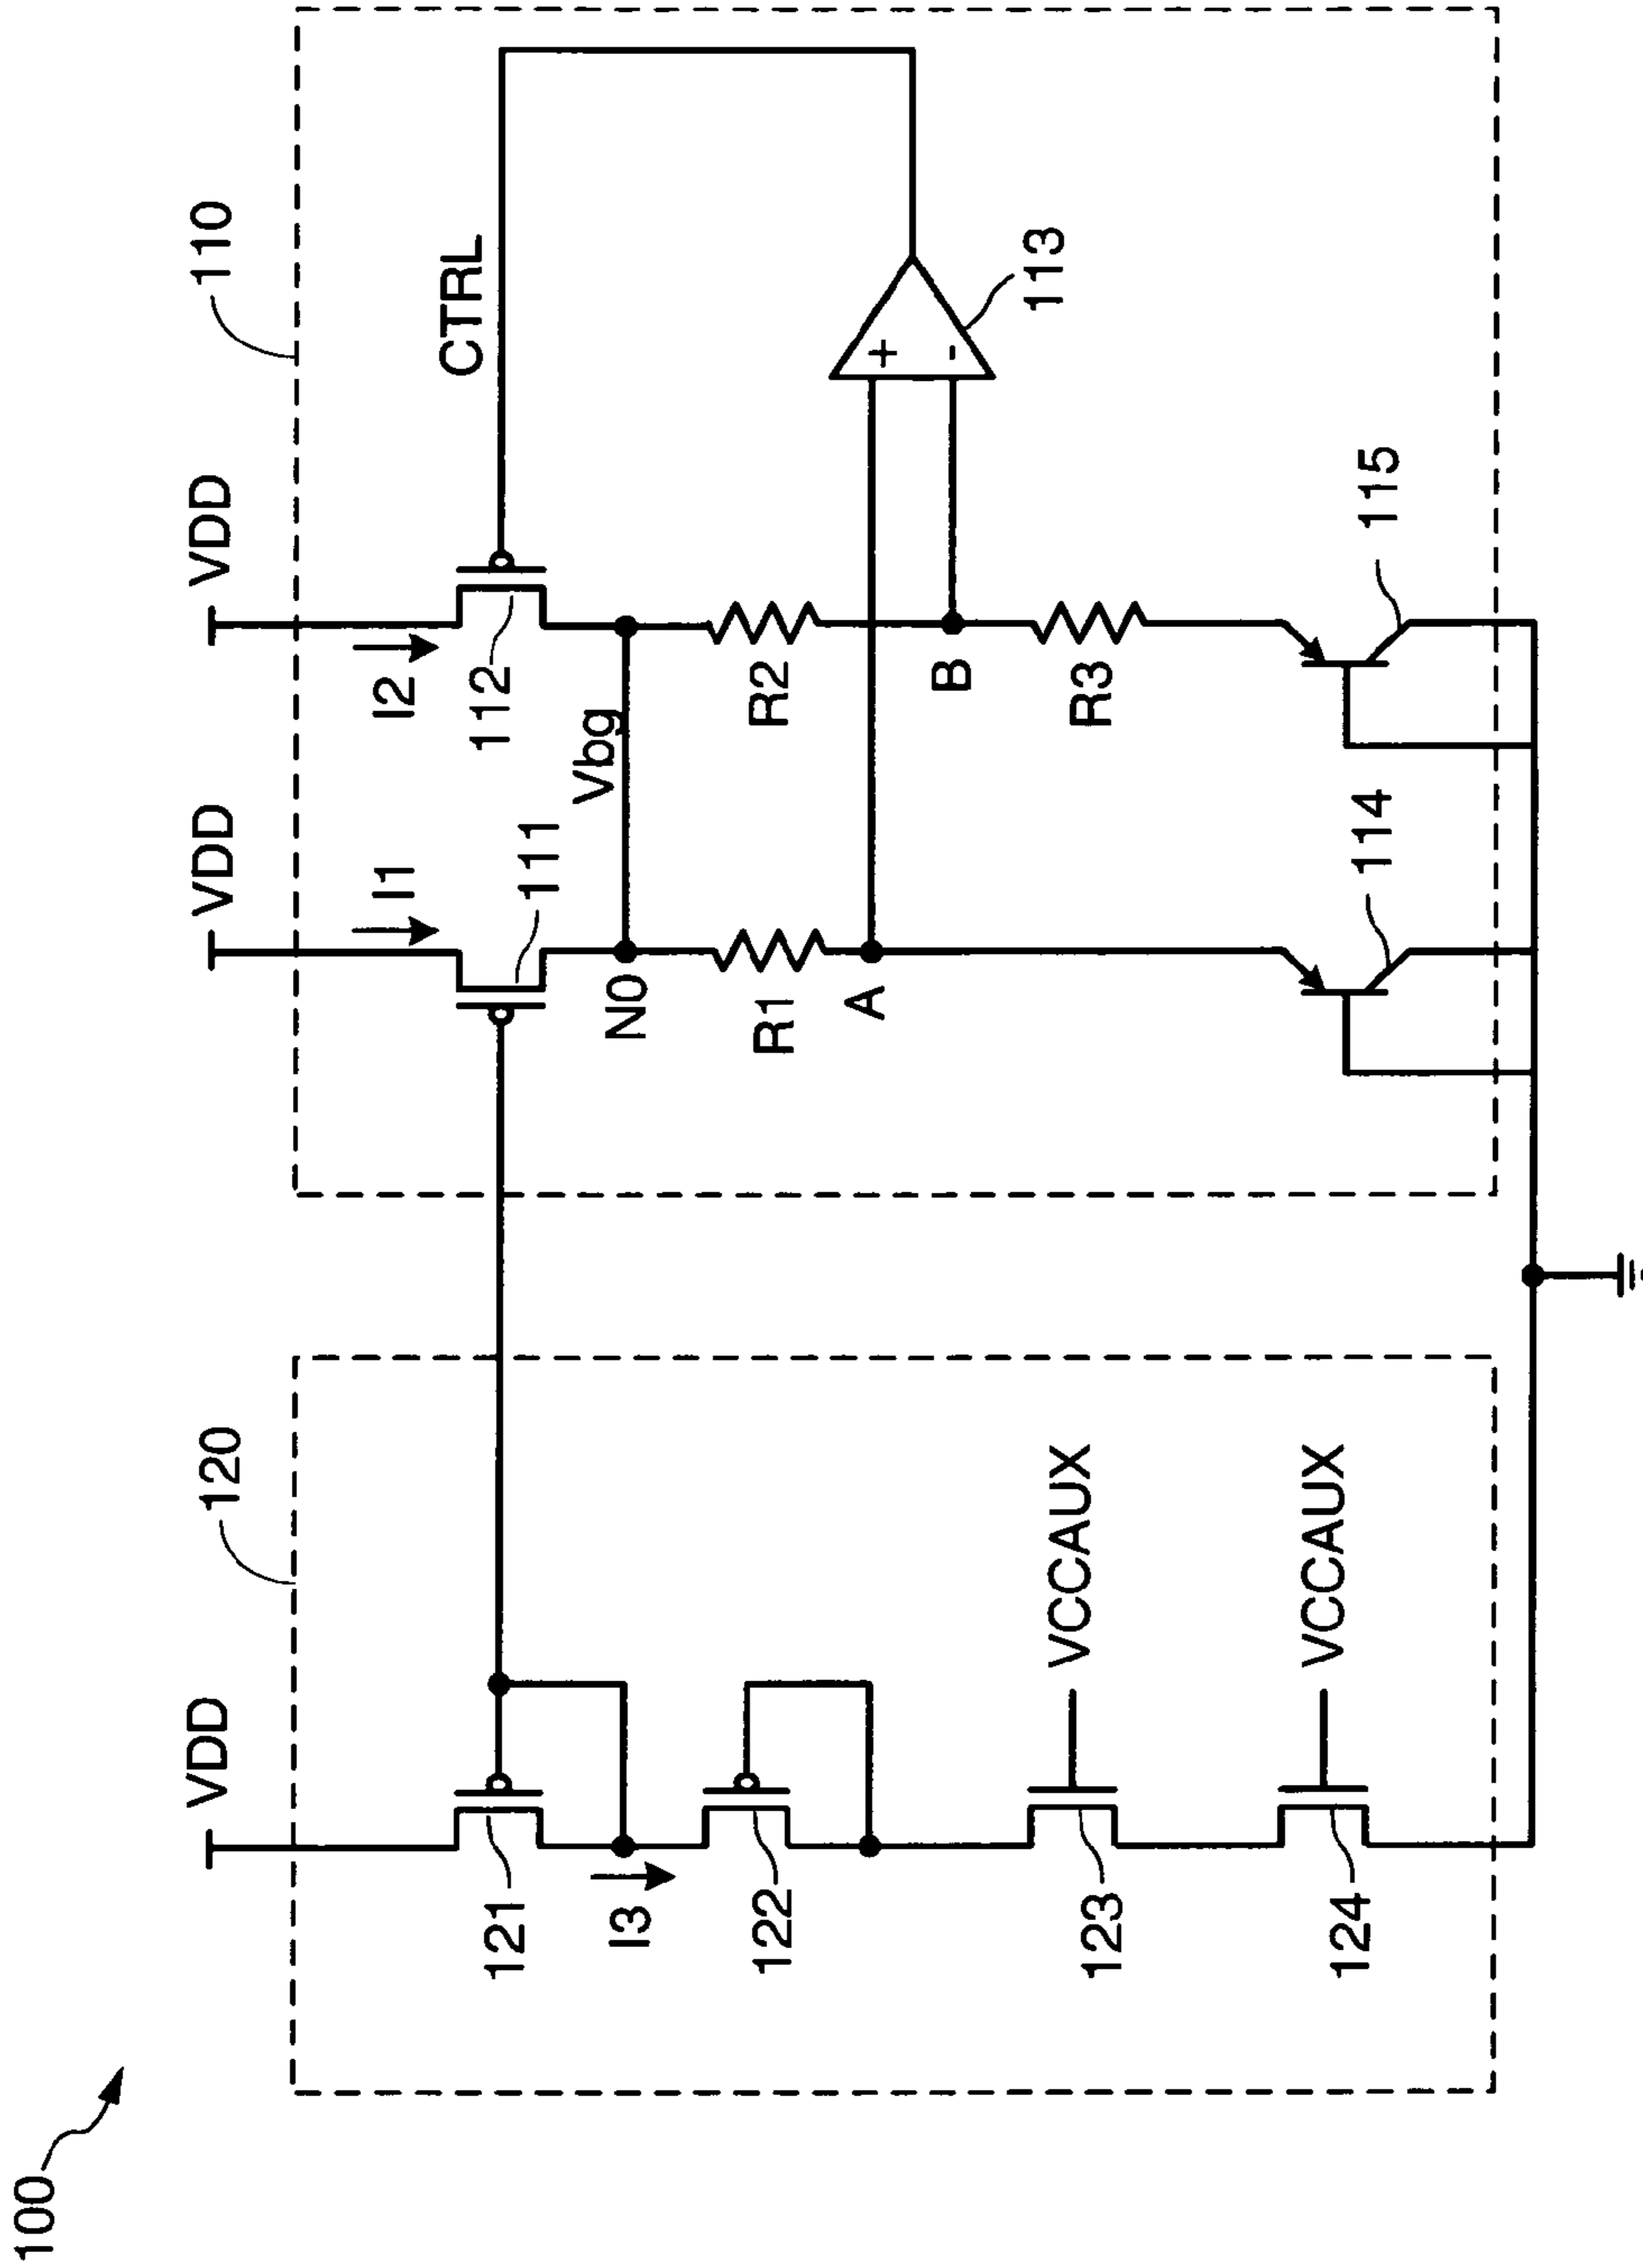 100
120
110
VDD
VDD
VDD
I1
I2
CTRL
121
111
112
I3
N0
Vbg
122
R1
R2
A
B
+
-
113
123
VCCAUX
R3
124
VCCAUX
114
115